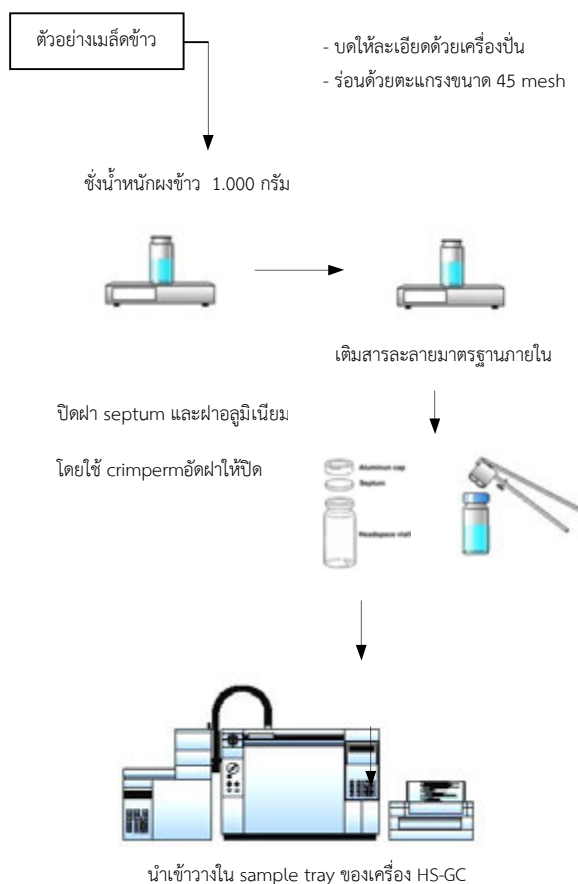 ตัวอย่างเมล็ดข้าว
- บดให้ละเอียดด้วยเครื่องปั่น
- ร่อนด้วยตะแกรงขนาด 45 mesh
ชั่งน้ำหนักผงข้าว 1.000 กรัม
เติมสารละลายมาตรฐานภายใน
ปิดฝา septum และฝาอลูมิเนียม
โดยใช้ crimpermอัดฝาให้ปิด
Aluminun cap
Septum
Headspace viall
นำเข้าวางใน sample tray ของเครื่อง HS-GC